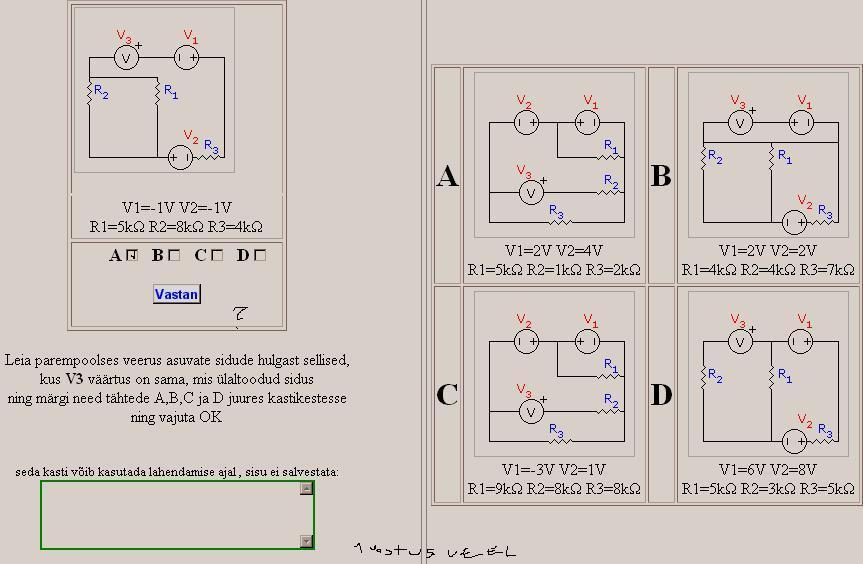 V3 + V1
V
R2 R1
V2 R3
V1=-1V V2=-1V
R1=5kΩ R2=8kΩ R3=4kΩ
A B C D
Vastan
Leia parempoolses veerus asuvate sidude hulgast sellised,
kus V3 väärtus on sama, mis ülaltoodud sidus
ning märgi need tähtede A,B,C ja D juures kastikestesse
ning vajuta OK
seda kasti võib kasutada lahendamise ajal, sisu ei salvestata:
A
V2 V1
R1
V3 + R2
V
R3
V1=2V V2=4V
R1=5kΩ R2=1kΩ R3=2kΩ
B
V3 + V1
V
R2 R1
V2 R3
V1=2V V2=2V
R1=4kΩ R2=4kΩ R3=7kΩ
C
V2 V1
R1
V3 + R2
V
R3
V1=-3V V2=1V
R1=9kΩ R2=8kΩ R3=8kΩ
D
V3 + V1
V
R2 R1
V2 R3
V1=6V V2=8V
R1=5kΩ R2=3kΩ R3=5kΩ
1 vastus veel